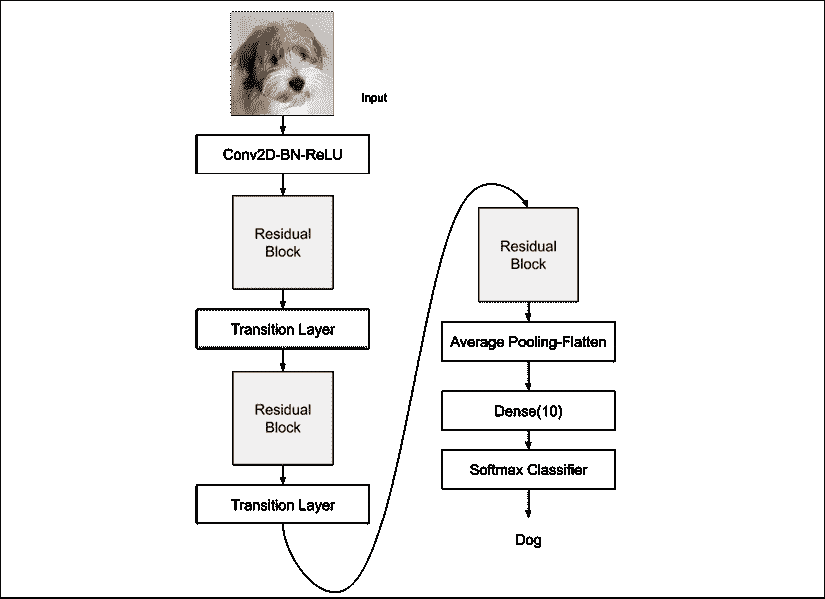 Input
Conv2D-BN-ReLU
Residual
Block
Transition Layer
Residual
Block
Transition Layer
Residual
Block
Average Pooling-Flatten
Dense(10)
Softmax Classifier
Dog